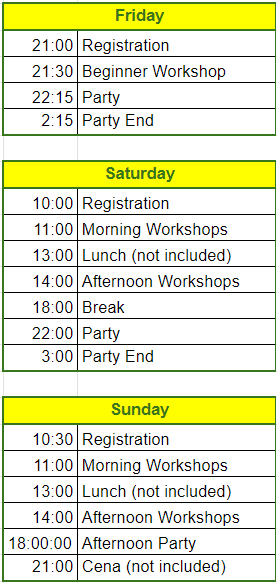 Friday
21:00 Registration
21:30 Beginner Workshop
22:15 Party
2:15 Party End
Saturday
10:00 Registration
11:00 Morning Workshops
13:00 Lunch (not included)
14:00 Afternoon Workshops
18:00 Break
22:00 Party
3:00 Party End
Sunday
10:30 Registration
11:00 Morning Workshops
13:00 Lunch (not included)
14:00 Afternoon Workshops
18:00:00 Afternoon Party
21:00 Cena (not included)